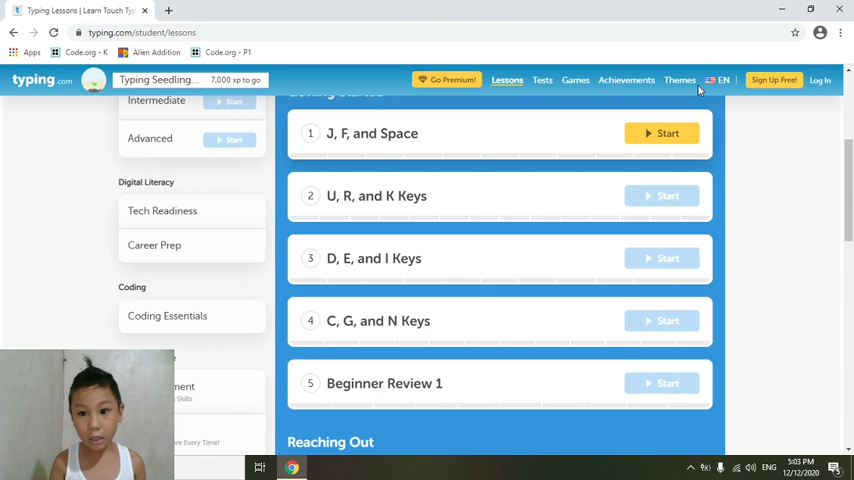 Typing Lessons | Learn Touch Typ
typing.com/student/lessons
Apps
Code.org - K
Alien Addition
Code.org - P1
typing.com
Typing Seedling...
7,000 xp to go
Go Premium!
Lessons
Tests
Games
Achievements
Themes
EN
Sign Up Free!
Log In
Intermediate
Start
Advanced
Start
Digital Literacy
Tech Readiness
Career Prep
Coding
Coding Essentials
Getting Started
1 J, F, and Space
Start
2 U, R, and K Keys
Start
3 D, E, and I Keys
Start
4 C, G, and N Keys
Start
5 Beginner Review 1
Start
Reaching Out
ENG
5:03 PM
12/12/2020